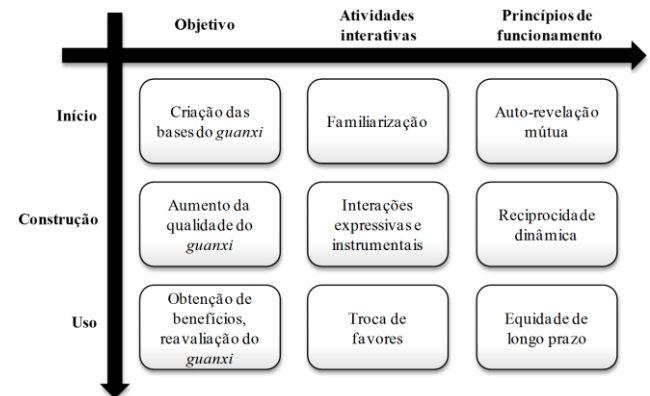 Objetivo
Atividades
interativas
Princípios de
funcionamento
Início
Criação das
bases do guanxi
Familiarização
Auto-revelação
mútua
Construção
Aumento da
qualidade do
guanxi
Interações
expressivas e
instrumentais
Reciprocidade
dinâmica
Uso
Obtenção de
benefícios,
reavaliação do
guanxi
Troca de
favores
Equidade de
longo prazo